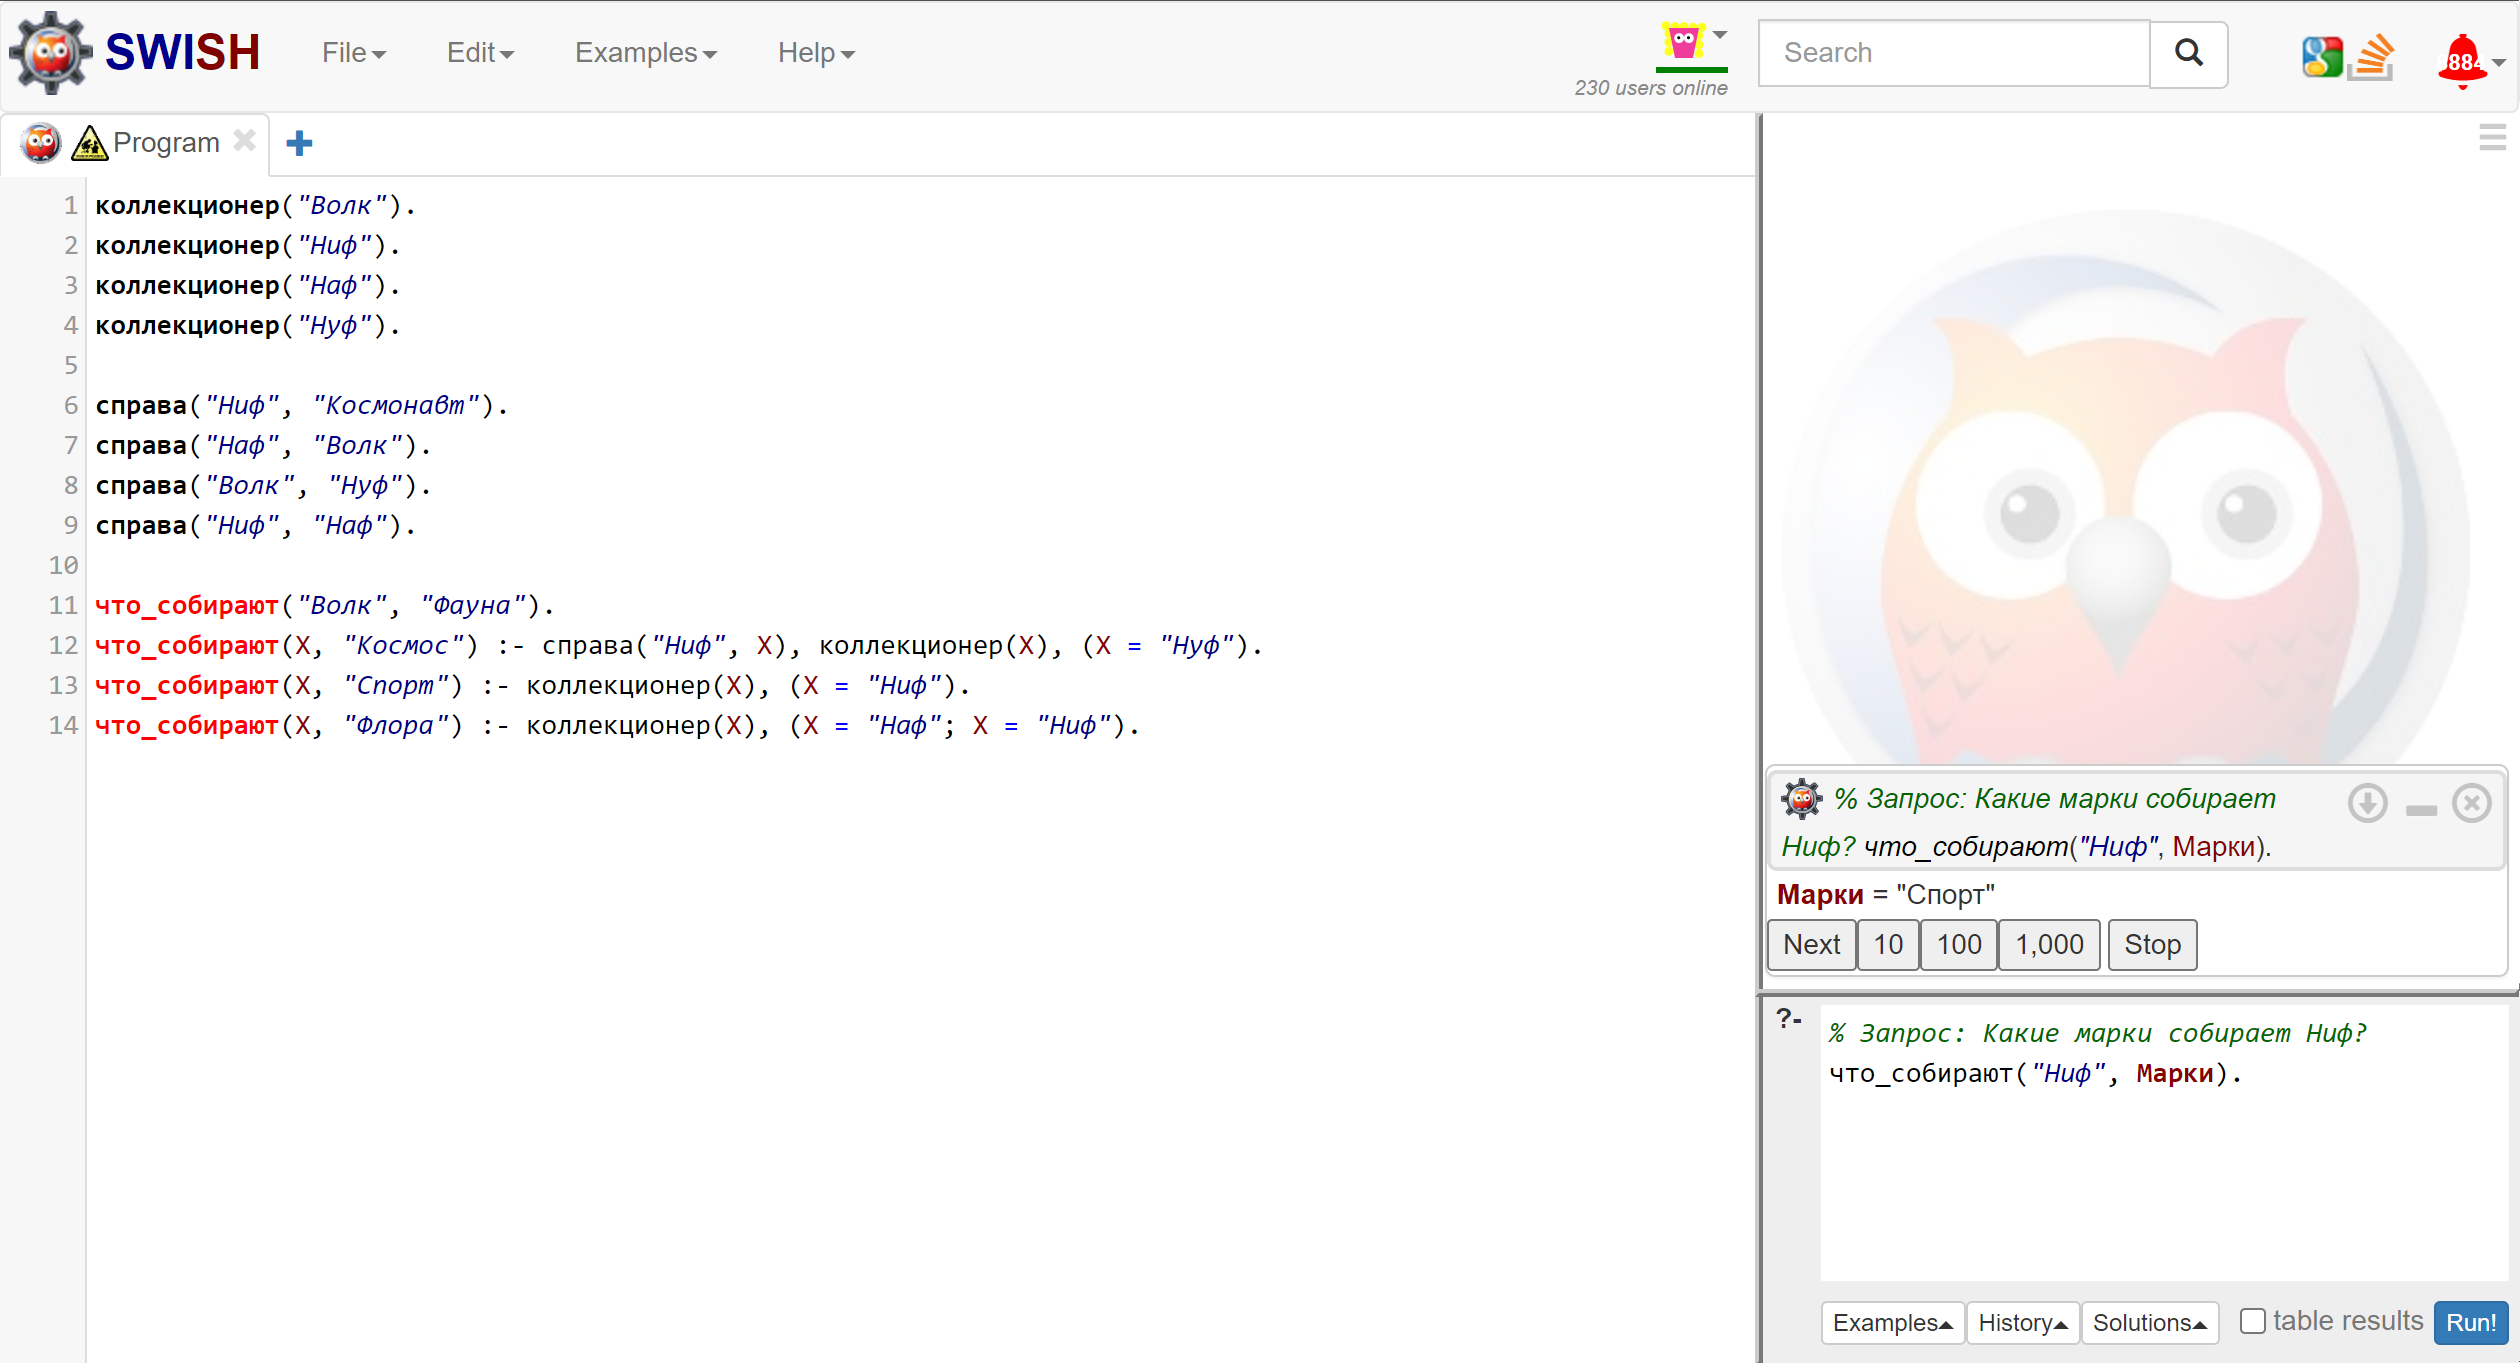 SWISH File Edit Examples Help
230 users online
Search
884
Program
1 коллекционер("Волк").
2 коллекционер("Ниф").
3 коллекционер("Наф").
4 коллекционер("Нуф").
5
6 справа("Ниф", "Космонавт").
7 справа("Наф", "Волк").
8 справа("Волк", "Нуф").
9 справа("Ниф", "Наф").
10
11 что_собирают("Волк", "Фауна").
12 что_собирают(X, "Космос") :- справа("Ниф", X), коллекционер(X), (X = "Нуф").
13 что_собирают(X, "Спорт") :- коллекционер(X), (X = "Ниф").
14 что_собирают(X, "Флора") :- коллекционер(X), (X = "Наф"; X = "Ниф").
% Запрос: Какие марки собирает
Ниф? что_собирают("Ниф", Марки).
Марки = "Спорт"
Next 10 100 1,000 Stop
?-
% Запрос: Какие марки собирает Ниф?
что_собирают("Ниф", Марки).
Examples History Solutions table results Run!